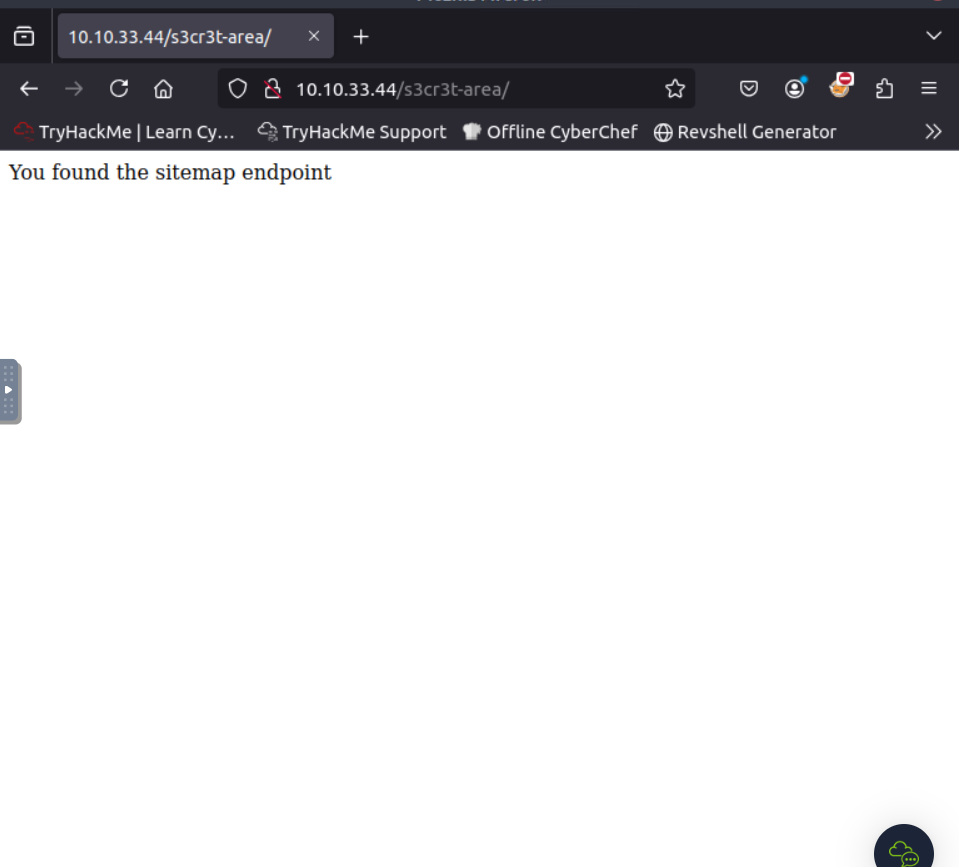 10.10.33.44/s3cr3t-area/
10.10.33.44/s3cr3t-area/
TryHackMe | Learn Cy… TryHackMe Support Offline CyberChef Revshell Generator
You found the sitemap endpoint